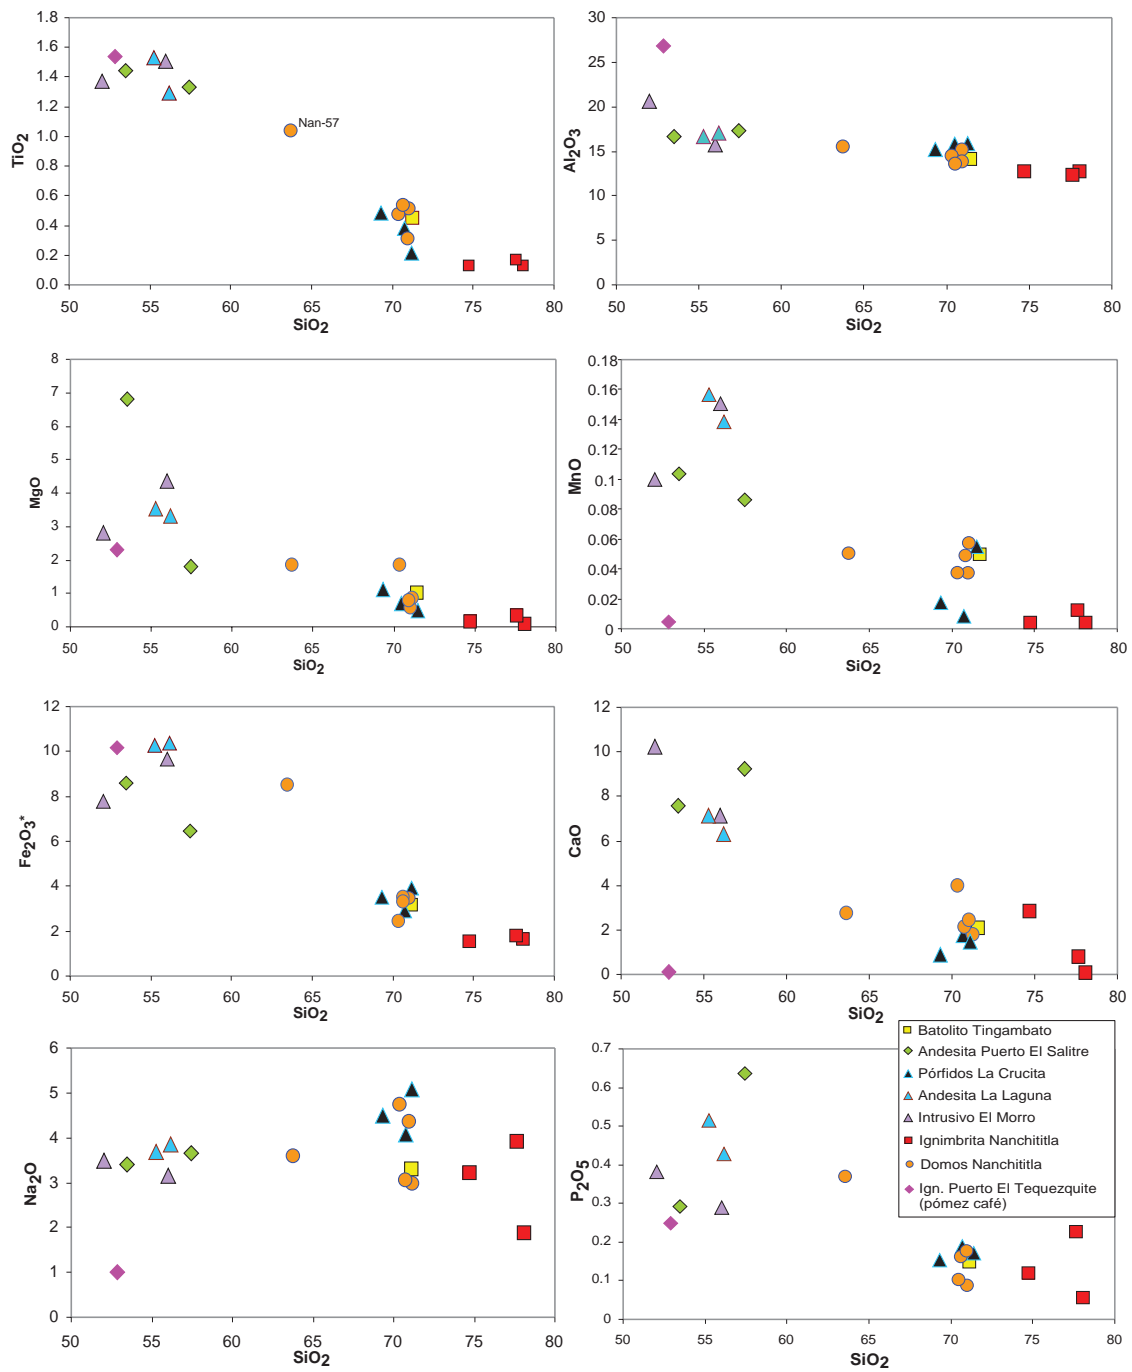 1.8
1.6
1.4
1.2
1.0
0.8
0.6
0.4
0.2
0.0
TiO2
Nan-57
50 55 60 65 70 75 80
SiO2
30
25
20
15
10
5
0
Al2O3
50 55 60 65 70 75 80
SiO2
8
7
6
5
4
3
2
1
0
MgO
50 55 60 65 70 75 80
SiO2
0.18
0.16
0.14
0.12
0.1
0.08
0.06
0.04
0.02
0
MnO
50 55 60 65 70 75 80
SiO2
12
10
8
6
4
2
0
Fe2O3*
50 55 60 65 70 75 80
SiO2
12
10
8
6
4
2
0
CaO
50 55 60 65 70 75 80
SiO2
6
5
4
3
2
1
0
Na2O
50 55 60 65 70 75 80
SiO2
0.7
0.6
0.5
0.4
0.3
0.2
0.1
0
P2O5
50 55 60 65 70 75 80
SiO2
Batolito Tingambato
Andesita Puerto El Salitre
Pórfidos La Crucita
Andesita La Laguna
Intrusivo El Morro
Ignimbrita Nanchititla
Domos Nanchititla
Ign. Puerto El Tequezquite
(pómez café)